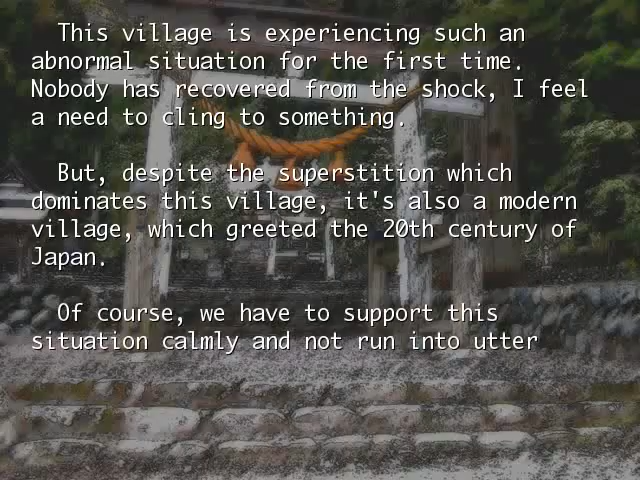 This village is experiencing such an
abnormal situation for the first time.
Nobody has recovered from the shock, I feel
a need to cling to something.
But, despite the superstition which
dominates this village, it's also a modern
village, which greeted the 20th century of
Japan.
Of course, we have to support this
situation calmly and not run into utter